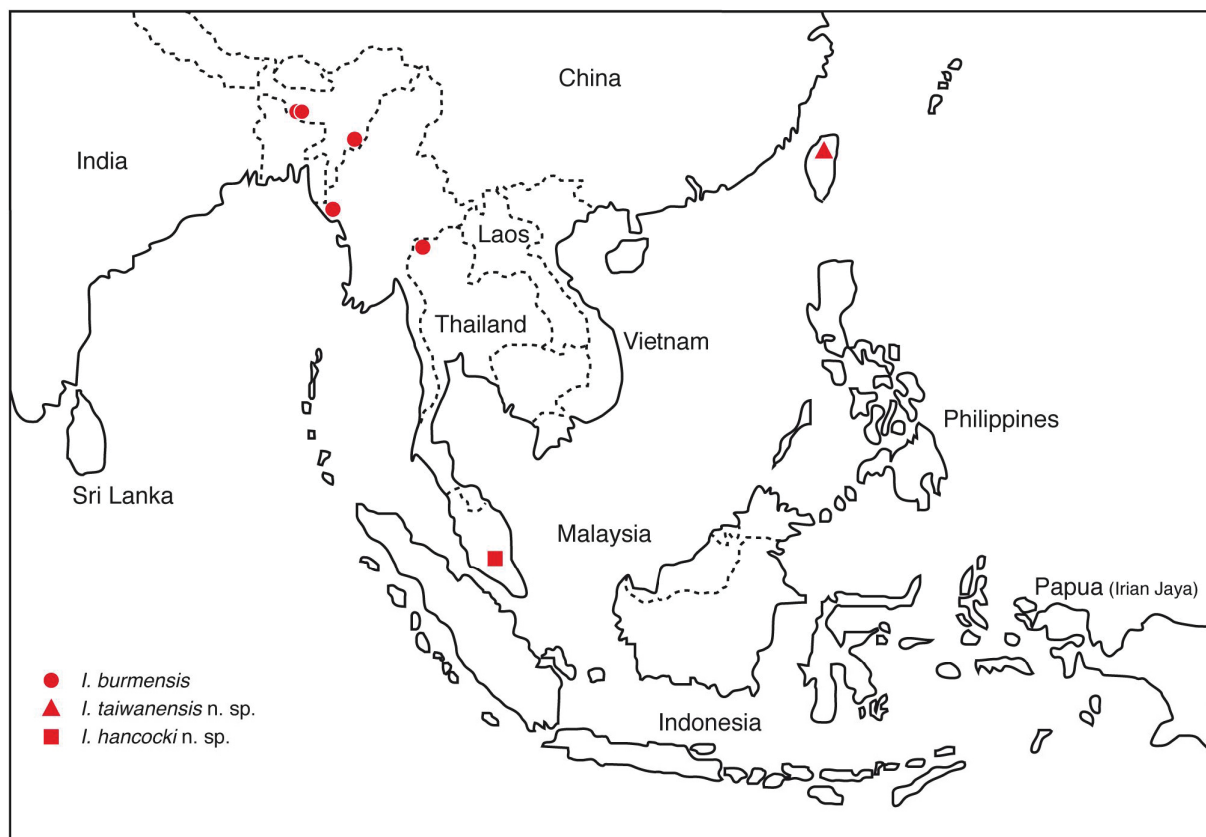 China
India
Laos
Thailand
Vietnam
Philippines
Sri Lanka
Malaysia
Papua (Irian Jaya)
Indonesia
I. burmensis
I. taiwanensis n. sp.
I. hancocki n. sp.